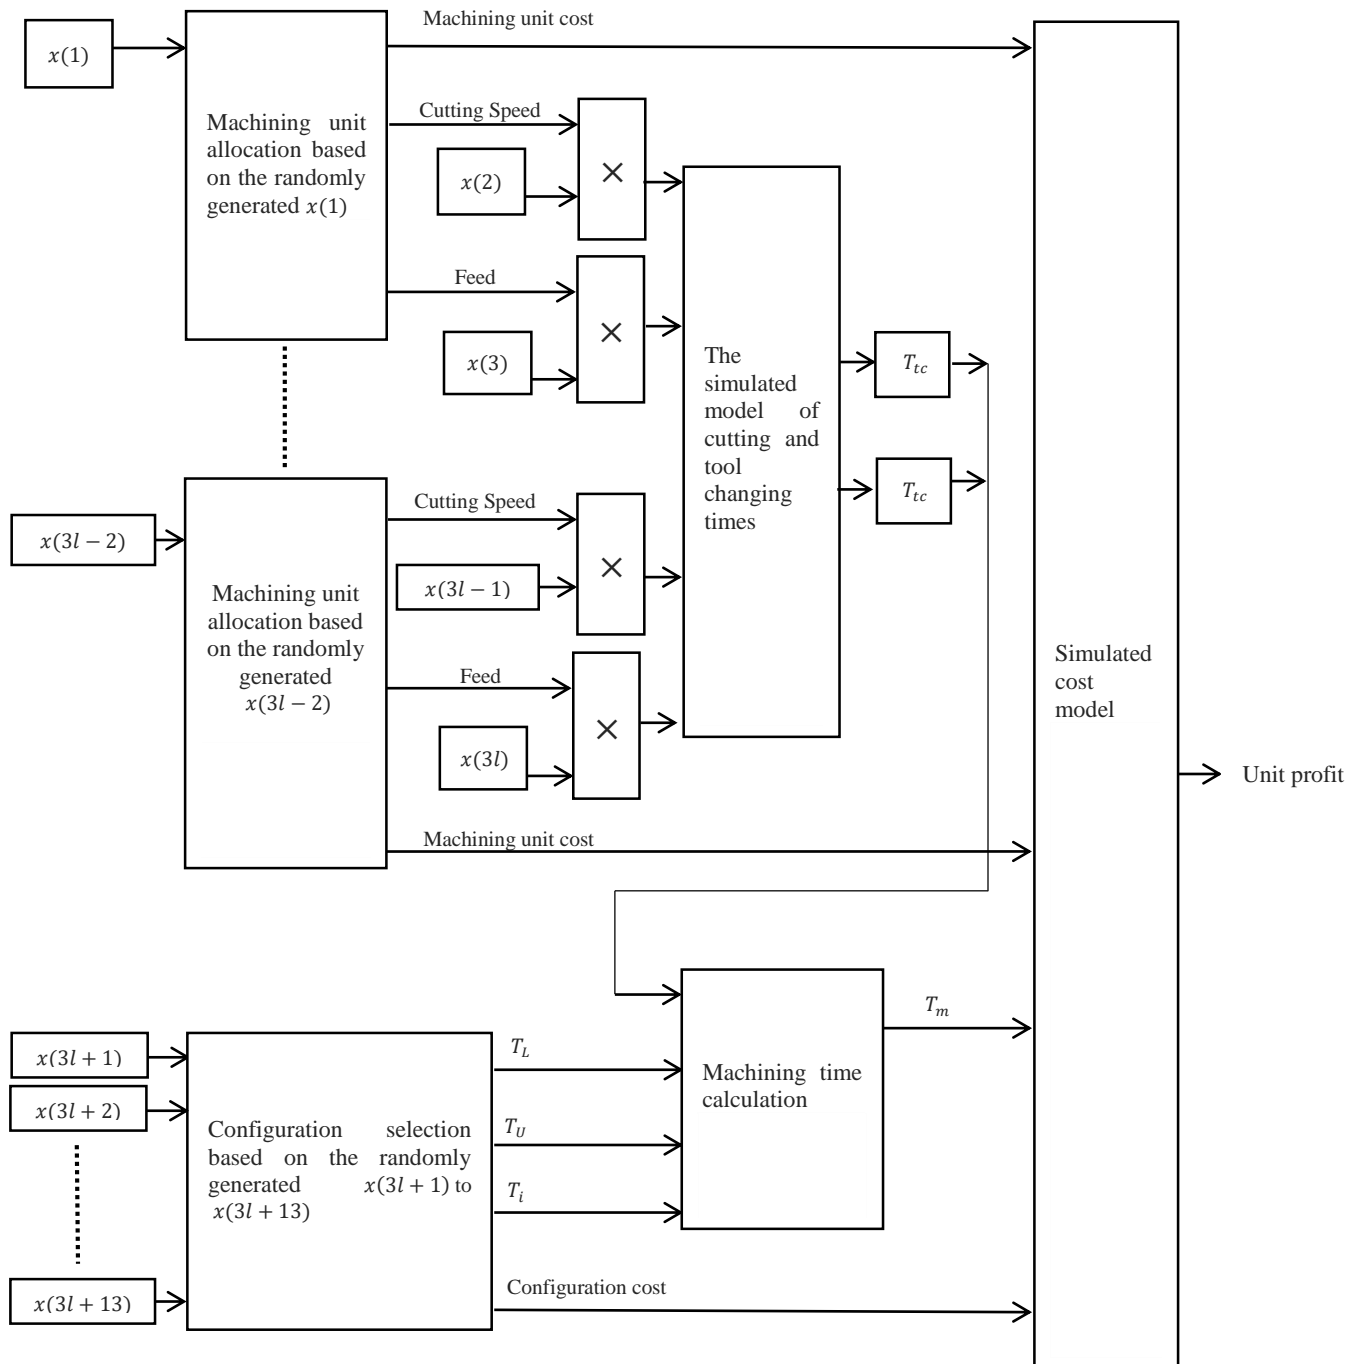 Machining unit cost
x(1)
Machining unit
allocation based
on the randomly
generated x(1)
Cutting Speed
x(2)
×
Feed
x(3)
×
The
simulated
model of
cutting and
tool
changing
times
T_tc
T_tc
Cutting Speed
x(3l − 2)
x(3l − 1)
×
Machining unit
allocation based
on the randomly
generated
x(3l − 2)
Feed
x(3l)
×
Machining unit cost
Simulated
cost
model
Unit profit
x(3l + 1)
x(3l + 2)
x(3l + 13)
Configuration selection
based on the randomly
generated x(3l + 1) to
x(3l + 13)
T_L
T_U
T_i
Configuration cost
Machining time
calculation
T_m